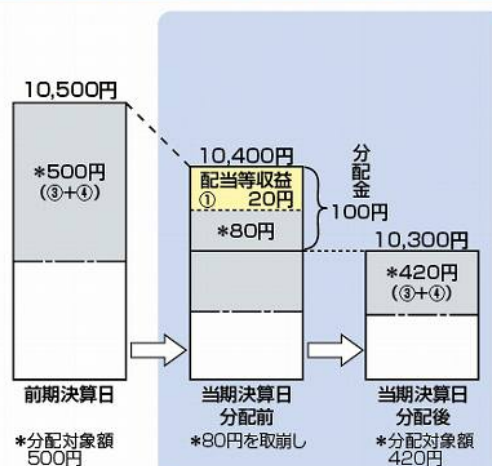 10,500円
*500円
(③+④)
10,400円
配当等収益
① 20円
*80円
分配金
100円
10,300円
*420円
(③+④)
前期決算日
当期決算日
分配前
当期決算日
分配後
*分配対象額
500円
*80円を取崩し
*分配対象額
420円